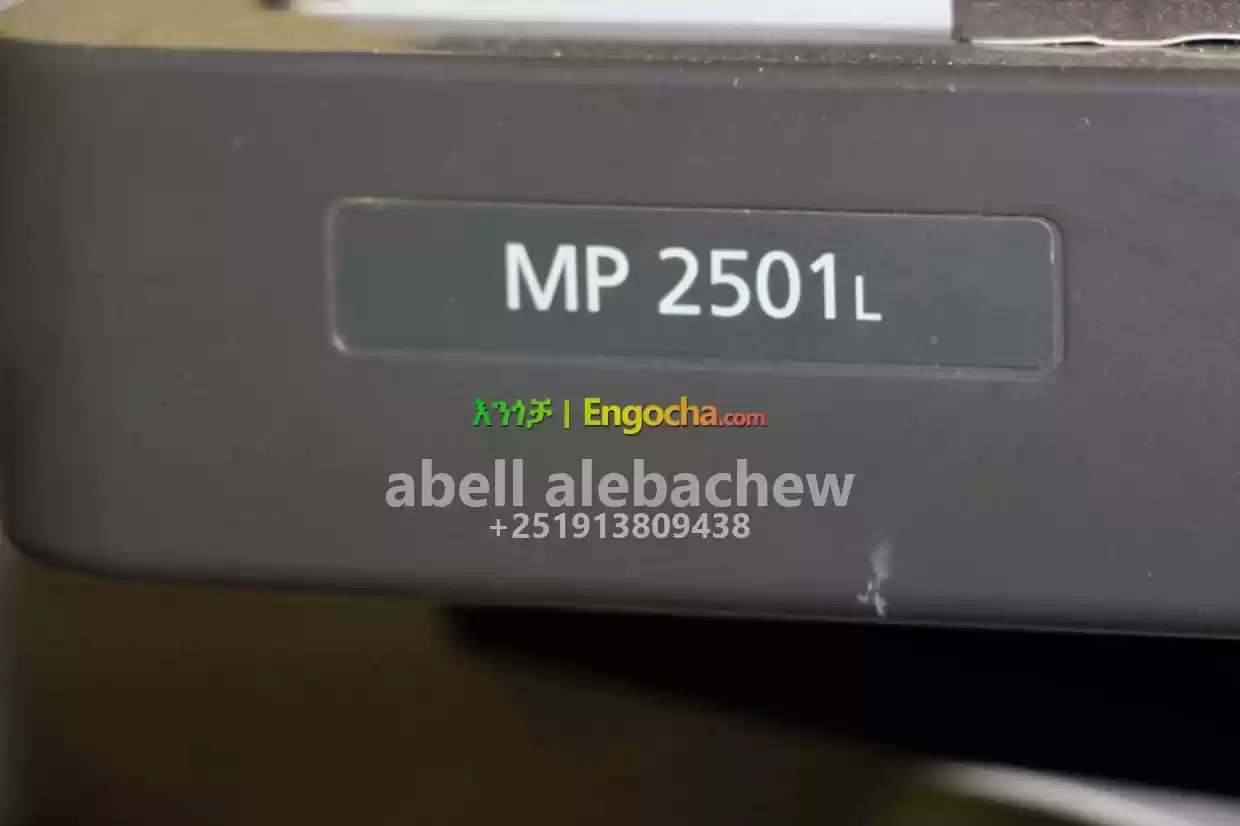 MP 2501L
እንጎቻ | Engocha.com
abell alebachew
+251913809438